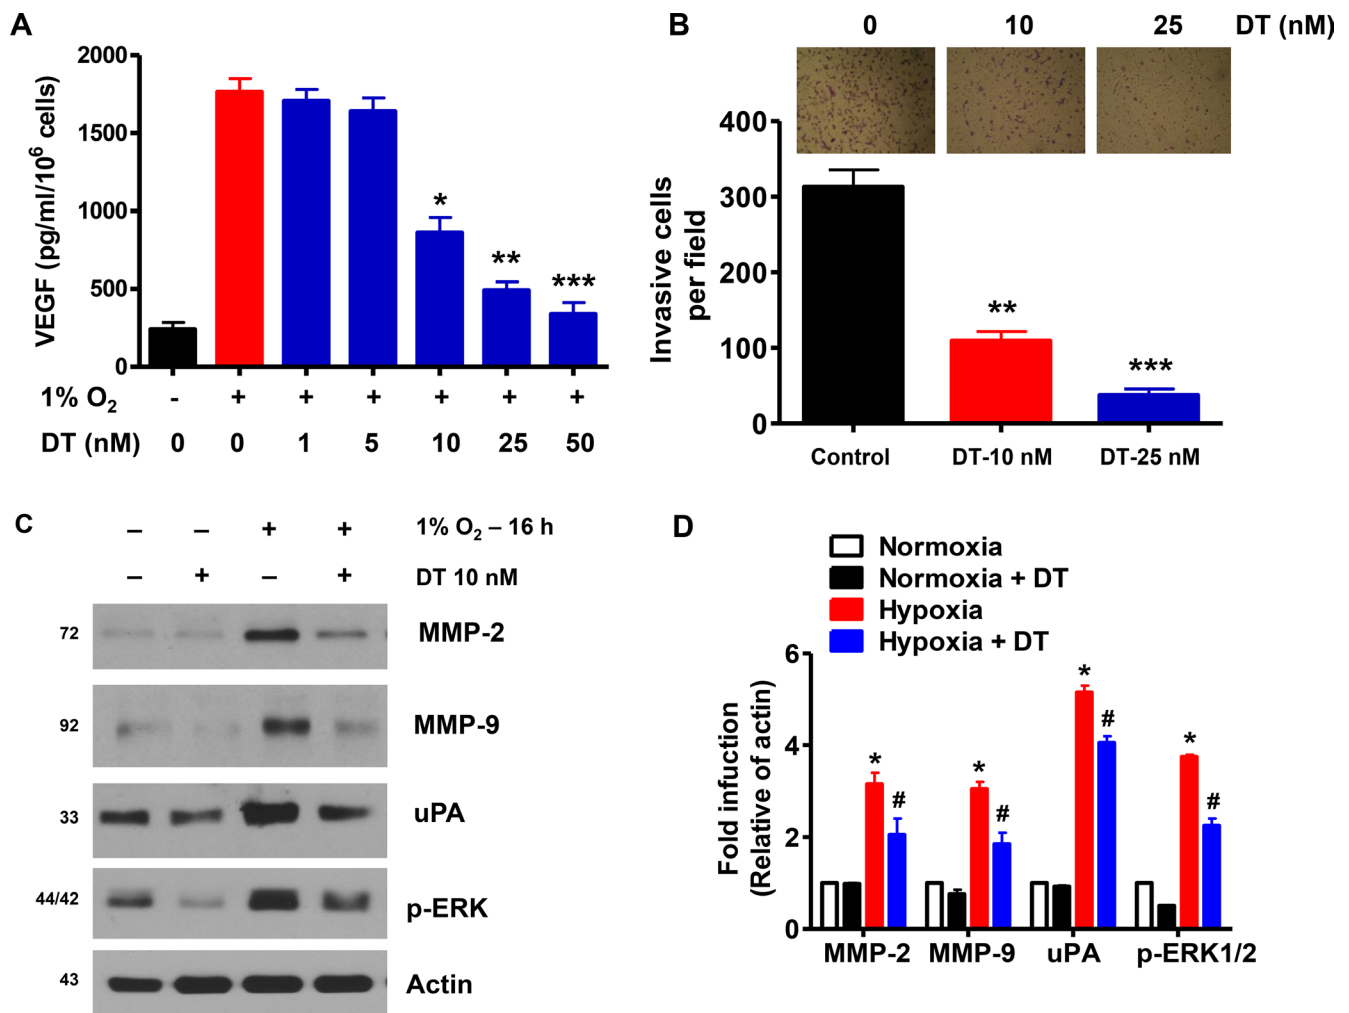 A
VEGF (pg/ml/10⁶ cells)
2000
1500
1000
500
0
*
**
***
1% O₂ - + + + + + +
DT (nM) 0 0 1 5 10 25 50
B
0 10 25 DT (nM)
Invasive cells
per field
400
300
200
100
0
**
***
Control DT-10 nM DT-25 nM
C
– – + + 1% O₂ – 16 h
– + – + DT 10 nM
72 MMP-2
92 MMP-9
33 uPA
44/42 p-ERK
43 Actin
D
Normoxia
Normoxia + DT
Hypoxia
Hypoxia + DT
Fold infuction
(Relative of actin)
6
4
2
0
* # * # * # * #
MMP-2 MMP-9 uPA p-ERK1/2